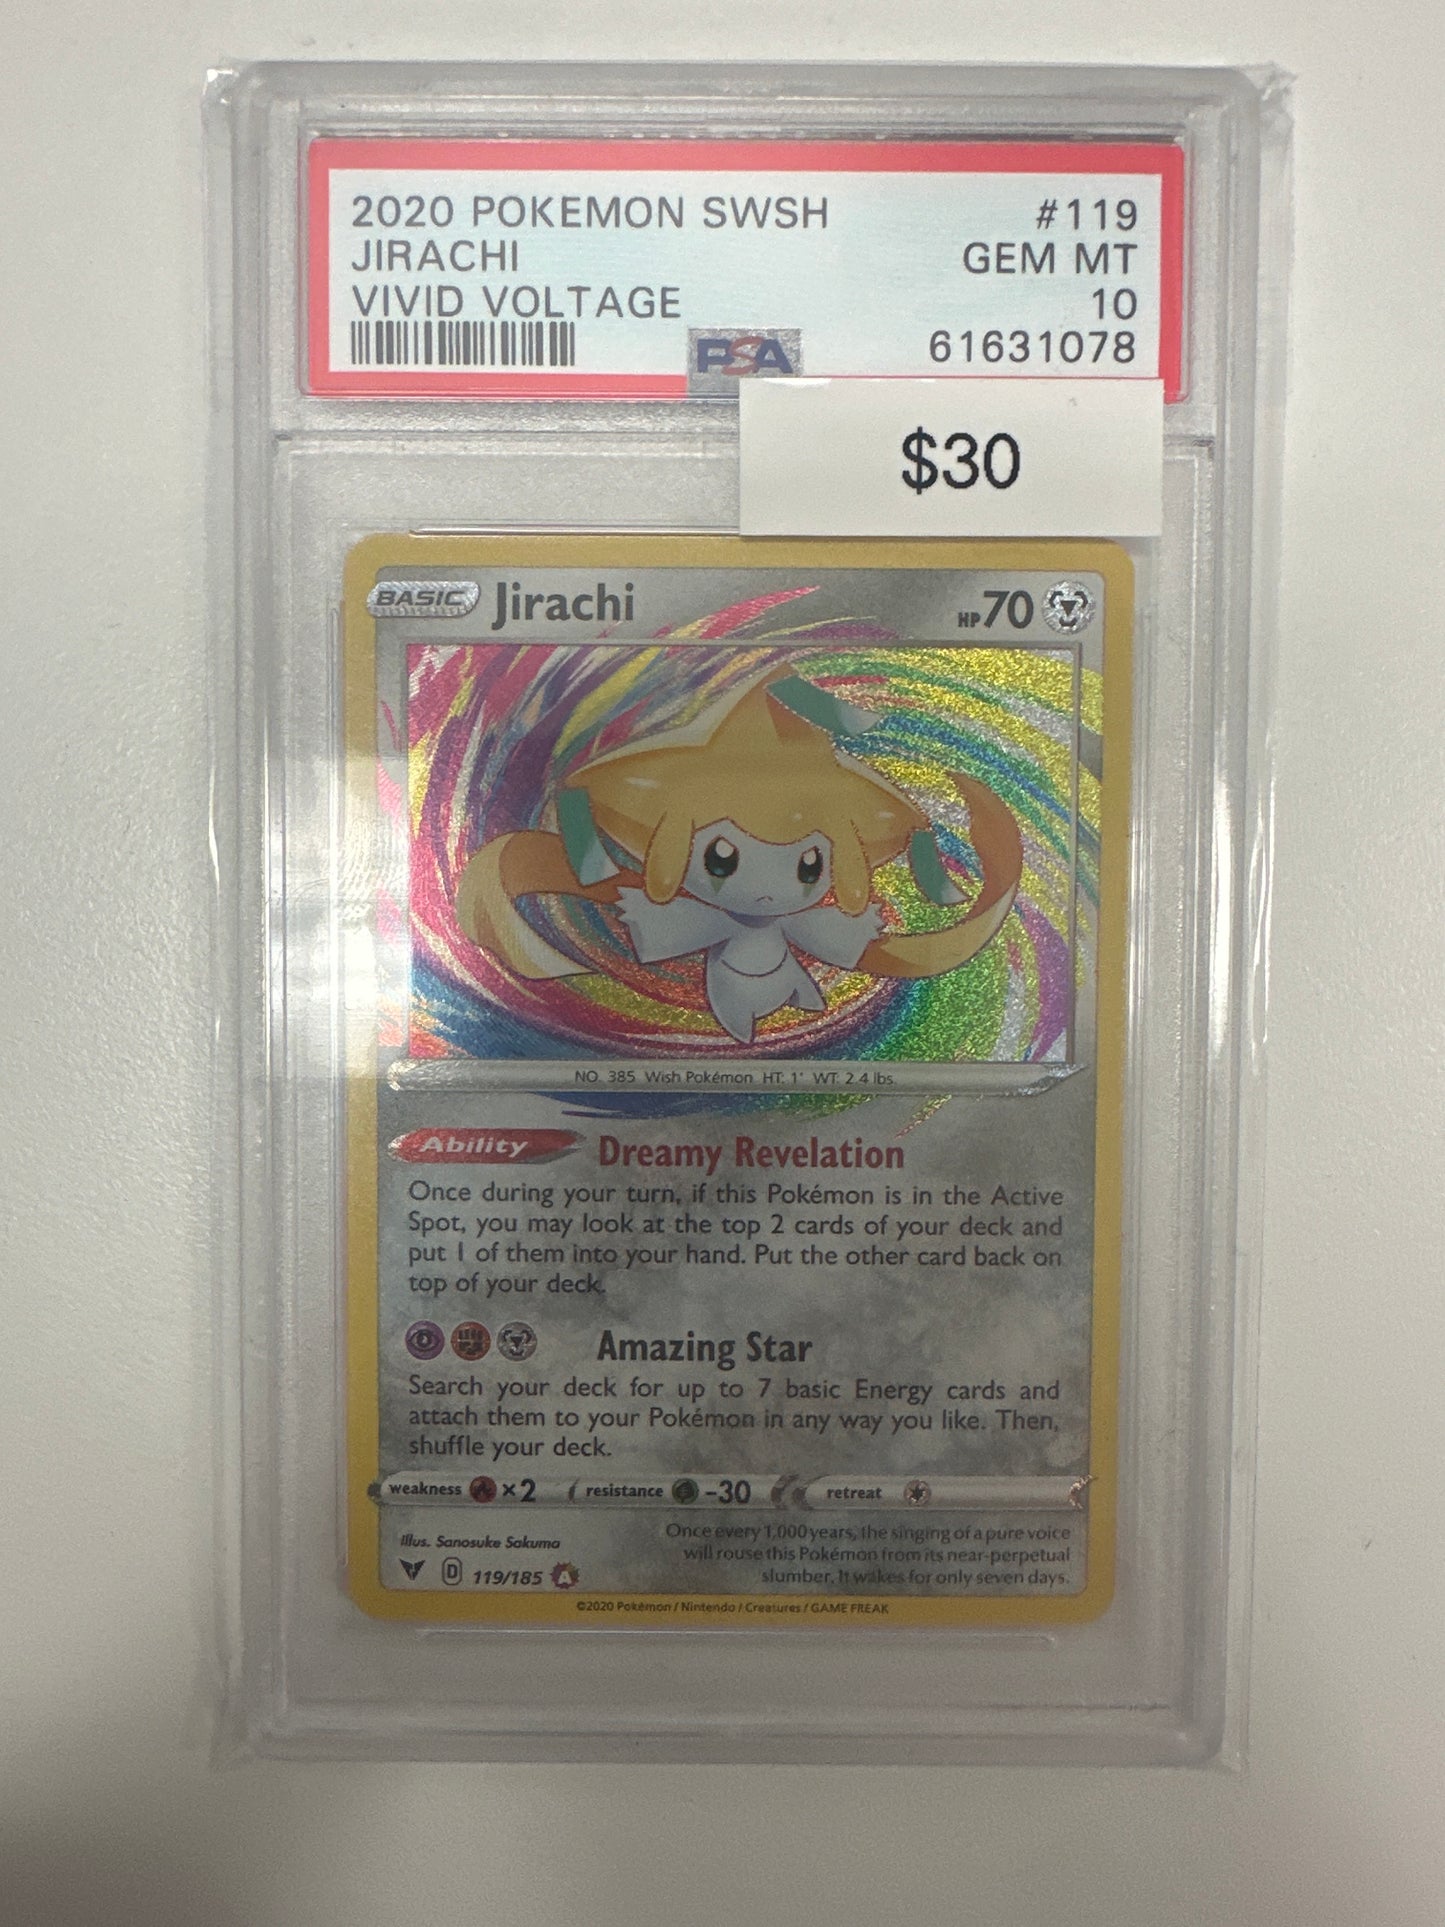 2020 POKEMON SWSH #119
JIRACHI GEM MT
VIVID VOLTAGE 10
61631078
PSA
$30
BASIC Jirachi HP 70
NO. 385 Wish Pokémon HT: 1' WT: 2.4 lbs.
Ability Dreamy Revelation
Once during your turn, if this Pokémon is in the Active
Spot, you may look at the top 2 cards of your deck and
put 1 of them into your hand. Put the other card back on
top of your deck.
Amazing Star
Search your deck for up to 7 basic Energy cards and
attach them to your Pokémon in any way you like. Then,
shuffle your deck.
weakness ×2 resistance -30 retreat
Illus. Sanosuke Sakuma
D 119/185 A
Once every 1,000 years, the singing of a pure voice
will rouse this Pokémon from its near-perpetual
slumber. It wakes for only seven days.
©2020 Pokémon / Nintendo / Creatures / GAME FREAK